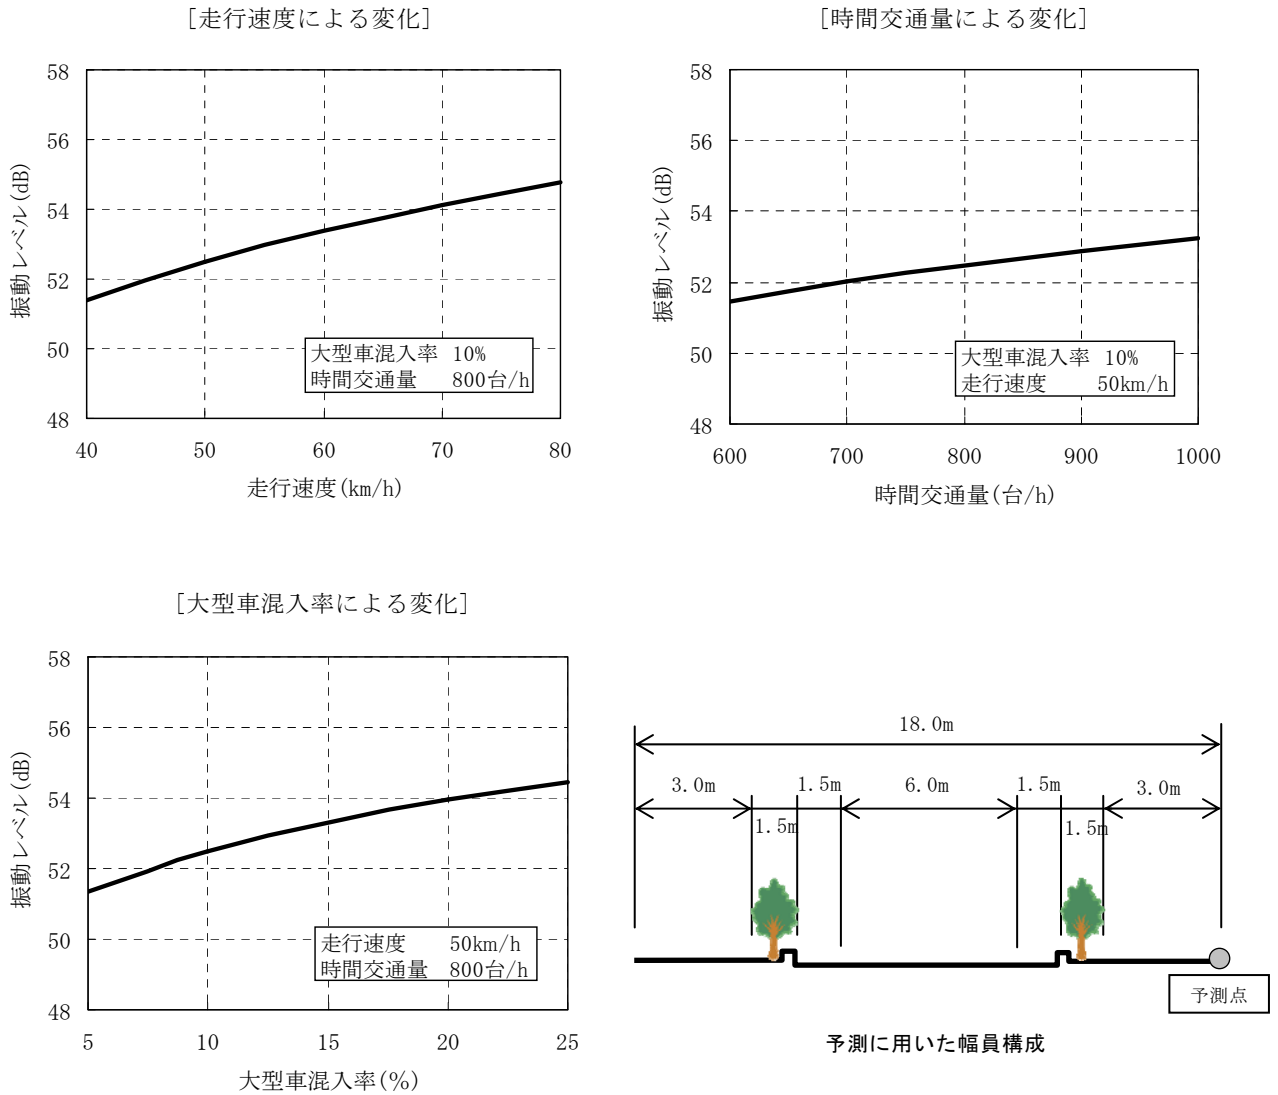 [走行速度による変化]
58
56
54
52
50
48
振動レベル(dB)
大型車混入率 10%
時間交通量 800台/h
40 50 60 70 80
走行速度(km/h)
[時間交通量による変化]
58
56
54
52
50
48
振動レベル(dB)
大型車混入率 10%
走行速度 50km/h
600 700 800 900 1000
時間交通量(台/h)
[大型車混入率による変化]
58
56
54
52
50
48
振動レベル(dB)
走行速度 50km/h
時間交通量 800台/h
5 10 15 20 25
大型車混入率(%)
18.0m
3.0m 1.5m 6.0m 1.5m 3.0m
1.5m 1.5m
予測点
予測に用いた幅員構成